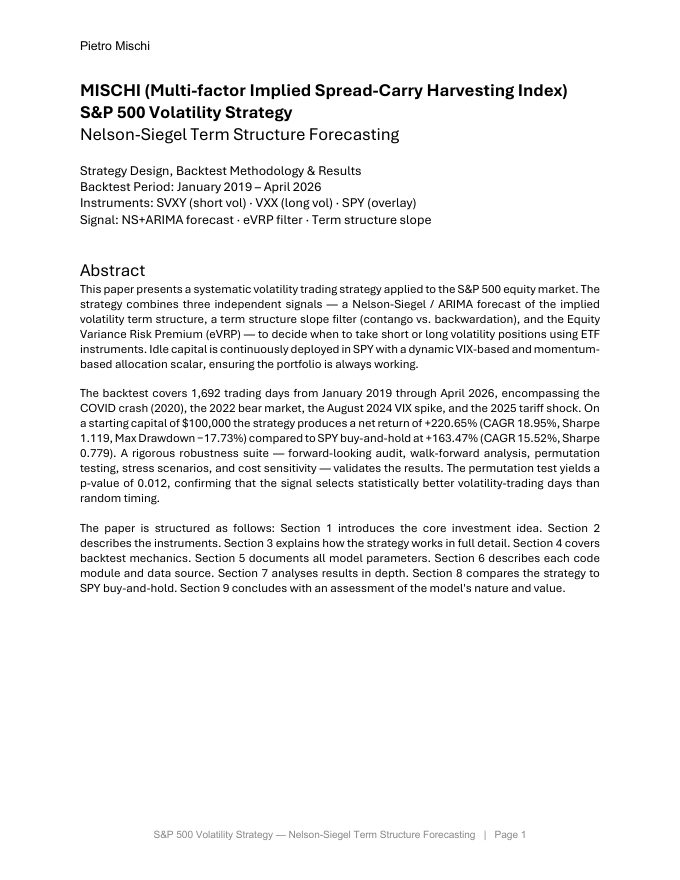 Pietro Mischi
MISCHI (Multi-factor Implied Spread-Carry Harvesting Index)
S&P 500 Volatility Strategy
Nelson-Siegel Term Structure Forecasting
Strategy Design, Backtest Methodology & Results
Backtest Period: January 2019 – April 2026
Instruments: SVXY (short vol) · VXX (long vol) · SPY (overlay)
Signal: NS+ARIMA forecast · eVRP filter · Term structure slope
Abstract
This paper presents a systematic volatility trading strategy applied to the S&P 500 equity market. The
strategy combines three independent signals — a Nelson-Siegel / ARIMA forecast of the implied
volatility term structure, a term structure slope filter (contango vs. backwardation), and the Equity
Variance Risk Premium (eVRP) — to decide when to take short or long volatility positions using ETF
instruments. Idle capital is continuously deployed in SPY with a dynamic VIX-based and momentum-
based allocation scalar, ensuring the portfolio is always working.
The backtest covers 1,692 trading days from January 2019 through April 2026, encompassing the
COVID crash (2020), the 2022 bear market, the August 2024 VIX spike, and the 2025 tariff shock. On
a starting capital of $100,000 the strategy produces a net return of +220.65% (CAGR 18.95%, Sharpe
1.119, Max Drawdown −17.73%) compared to SPY buy-and-hold at +163.47% (CAGR 15.52%, Sharpe
0.779). A rigorous robustness suite — forward-looking audit, walk-forward analysis, permutation
testing, stress scenarios, and cost sensitivity — validates the results. The permutation test yields a
p-value of 0.012, confirming that the signal selects statistically better volatility-trading days than
random timing.
The paper is structured as follows: Section 1 introduces the core investment idea. Section 2
describes the instruments. Section 3 explains how the strategy works in full detail. Section 4 covers
backtest mechanics. Section 5 documents all model parameters. Section 6 describes each code
module and data source. Section 7 analyses results in depth. Section 8 compares the strategy to
SPY buy-and-hold. Section 9 concludes with an assessment of the model's nature and value.
S&P 500 Volatility Strategy — Nelson-Siegel Term Structure Forecasting | Page 1